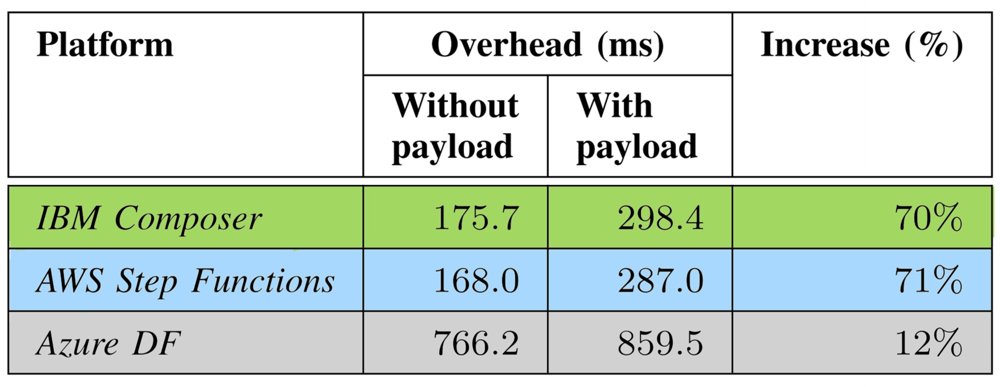 Platform Overhead (ms) Increase (%)
Without payload With payload
IBM Composer 175.7 298.4 70%
AWS Step Functions 168.0 287.0 71%
Azure DF 766.2 859.5 12%